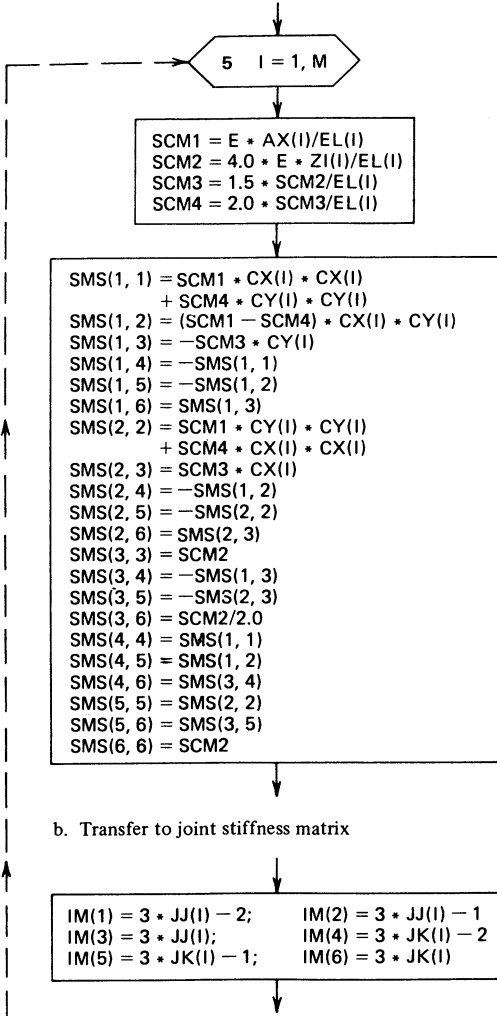 5 I = 1, M
SCM1 = E * AX(I)/EL(I)
SCM2 = 4.0 * E * ZI(I)/EL(I)
SCM3 = 1.5 * SCM2/EL(I)
SCM4 = 2.0 * SCM3/EL(I)
SMS(1, 1) = SCM1 * CX(I) * CX(I)
+ SCM4 * CY(I) * CY(I)
SMS(1, 2) = (SCM1 − SCM4) * CX(I) * CY(I)
SMS(1, 3) = −SCM3 * CY(I)
SMS(1, 4) = −SMS(1, 1)
SMS(1, 5) = −SMS(1, 2)
SMS(1, 6) = SMS(1, 3)
SMS(2, 2) = SCM1 * CY(I) * CY(I)
+ SCM4 * CX(I) * CX(I)
SMS(2, 3) = SCM3 * CX(I)
SMS(2, 4) = −SMS(1, 2)
SMS(2, 5) = −SMS(2, 2)
SMS(2, 6) = SMS(2, 3)
SMS(3, 3) = SCM2
SMS(3, 4) = −SMS(1, 3)
SMS(3, 5) = −SMS(2, 3)
SMS(3, 6) = SCM2/2.0
SMS(4, 4) = SMS(1, 1)
SMS(4, 5) = SMS(1, 2)
SMS(4, 6) = SMS(3, 4)
SMS(5, 5) = SMS(2, 2)
SMS(5, 6) = SMS(3, 5)
SMS(6, 6) = SCM2
b. Transfer to joint stiffness matrix
IM(1) = 3 * JJ(I) − 2; IM(2) = 3 * JJ(I) − 1
IM(3) = 3 * JJ(I); IM(4) = 3 * JK(I) − 2
IM(5) = 3 * JK(I) − 1; IM(6) = 3 * JK(I)